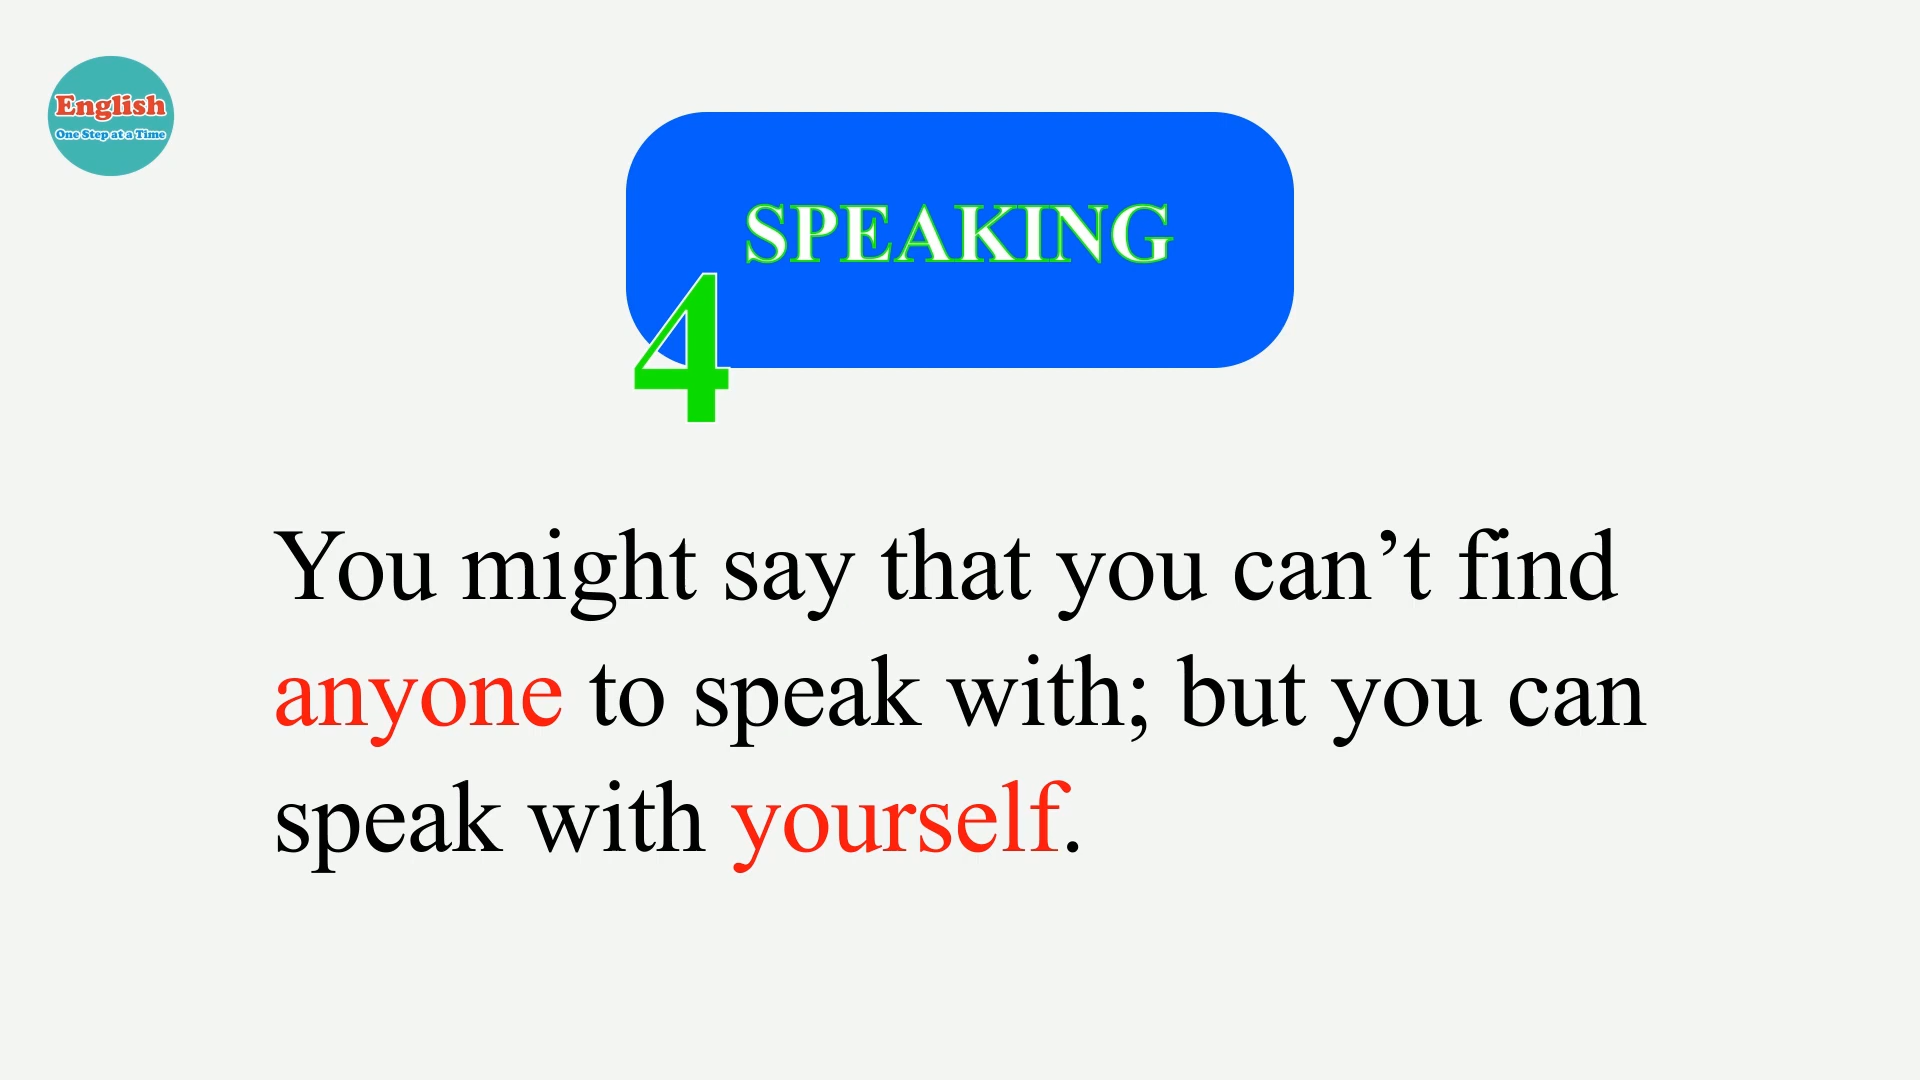 English
One Step at a Time
SPEAKING
4
You might say that you can’t find
anyone to speak with; but you can
speak with yourself.